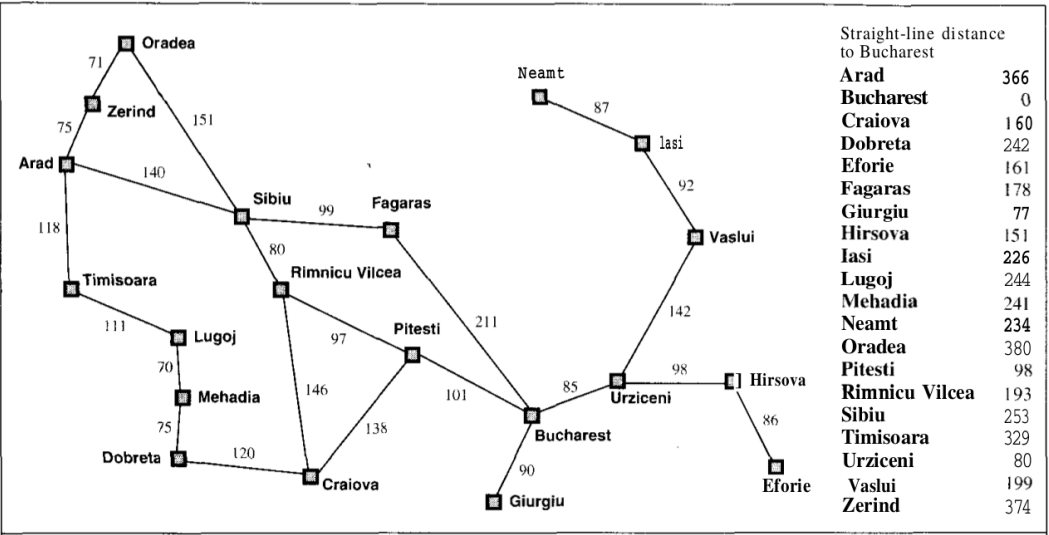 Oradea
71
Neamt
87
Zerind
151
75
Iasi
Arad
140
92
Sibiu
Fagaras
99
118
80
Vaslui
Rimnicu Vilcea
Timisoara
142
211
111
Pitesti
Lugoj
97
98
Hirsova
70
146
101
85
Mehadia
Urziceni
138
86
75
Bucharest
Dobreta
120
90
Craiova
Eforie
Giurgiu
Straight-line distance
to Bucharest
Arad 366
Bucharest 0
Craiova 160
Dobreta 242
Eforie 161
Fagaras 178
Giurgiu 77
Hirsova 151
Iasi 226
Lugoj 244
Mehadia 241
Neamt 234
Oradea 380
Pitesti 98
Rimnicu Vilcea 193
Sibiu 253
Timisoara 329
Urziceni 80
Vaslui 199
Zerind 374